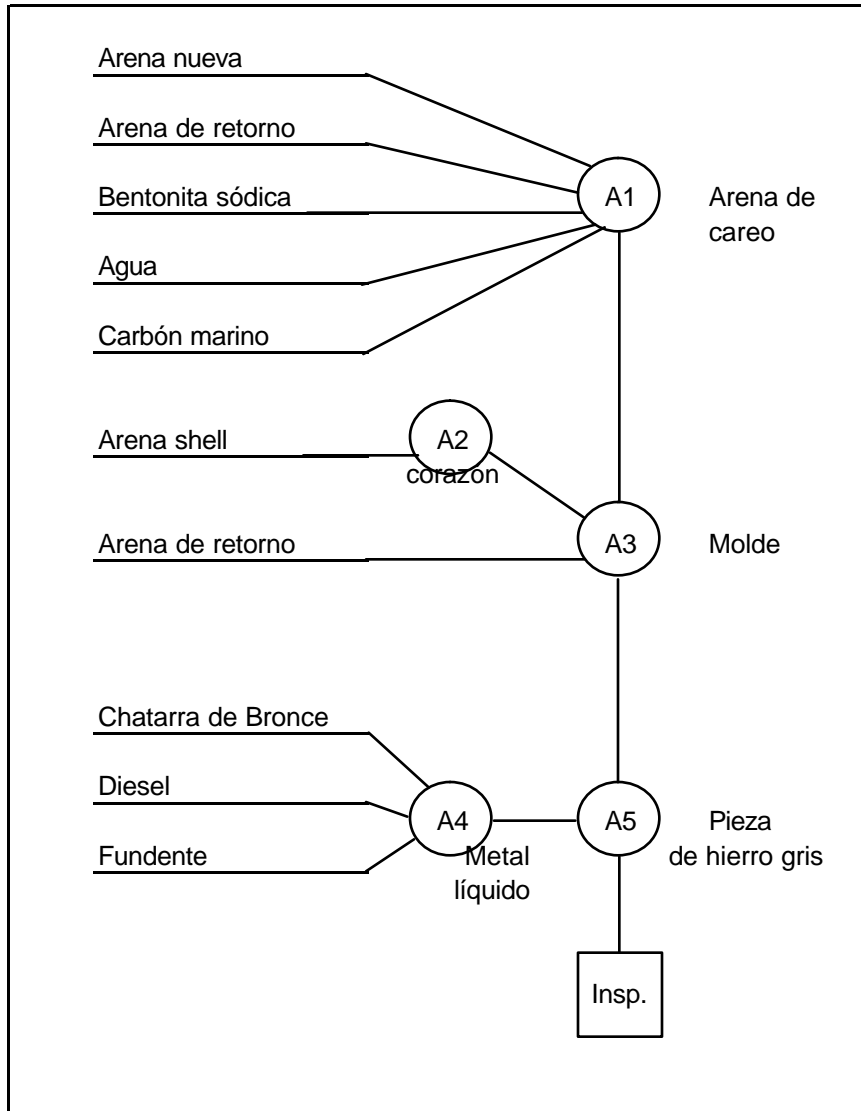 Arena nueva
Arena de retorno
Bentonita sódica
A1
Arena de
careo
Agua
Carbón marino
Arena shell
A2
corazon
Arena de retorno
A3
Molde
Chatarra de Bronce
Diesel
A4
A5
Pieza
Fundente
Metal
de hierro gris
líquido
Insp.